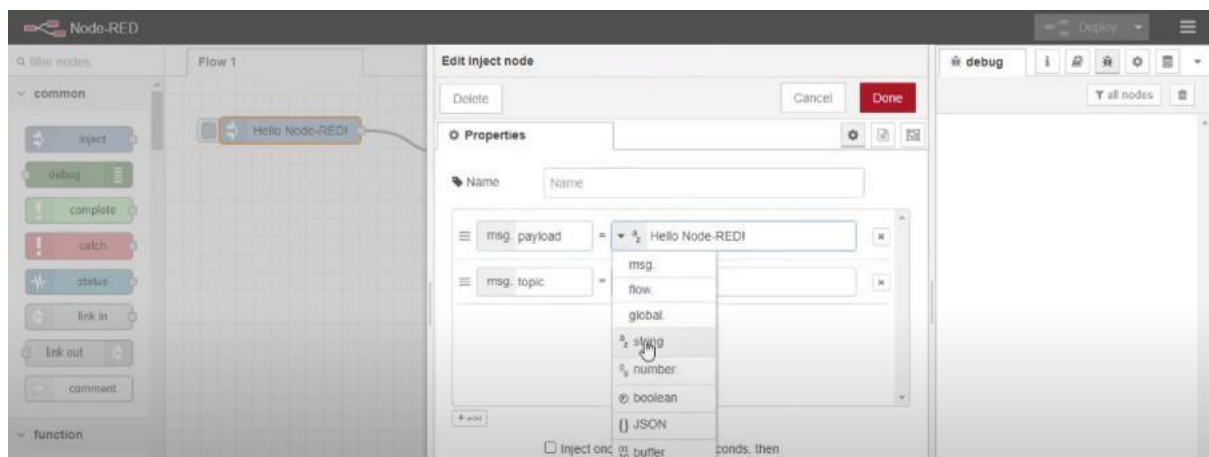 Node-RED
Deploy
filter nodes
Flow 1
Edit inject node
debug
common
Delete
Cancel
Done
all nodes
inject
Hello Node-RED!
Properties
debug
Name
Name
complete
msg. payload
=
Hello Node-RED!
catch
msg.
status
msg. topic
=
flow.
link in
global.
string
link out
number
comment
boolean
+ add
{} JSON
function
Inject once
buffer
conds, then